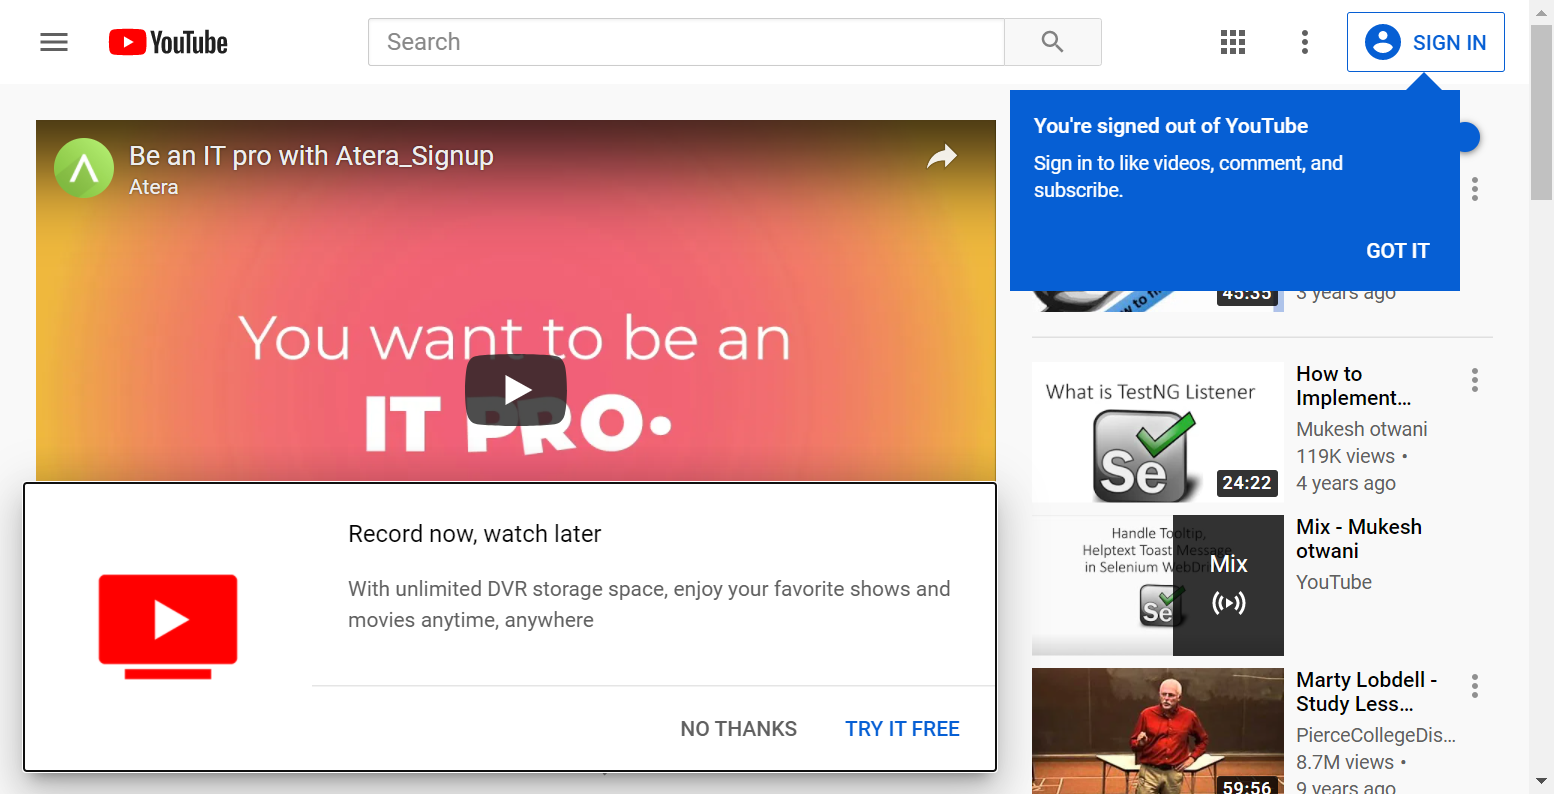 YouTube
Search
SIGN IN
Be an IT pro with Atera_Signup
Atera
You want to be an
IT PRO.
You're signed out of YouTube
Sign in to like videos, comment, and
subscribe.
GOT IT
45:35
3 years ago
What is TestNG Listener
Se
24:22
How to
Implement...
Mukesh otwani
119K views •
4 years ago
Handle Tooltip,
Helptext Toast Message
in Selenium
Se
Mix
Mix - Mukesh
otwani
YouTube
Record now, watch later
With unlimited DVR storage space, enjoy your favorite shows and
movies anytime, anywhere
NO THANKS
TRY IT FREE
59:56
Marty Lobdell -
Study Less...
PierceCollegeDis...
8.7M views •
9 years ago